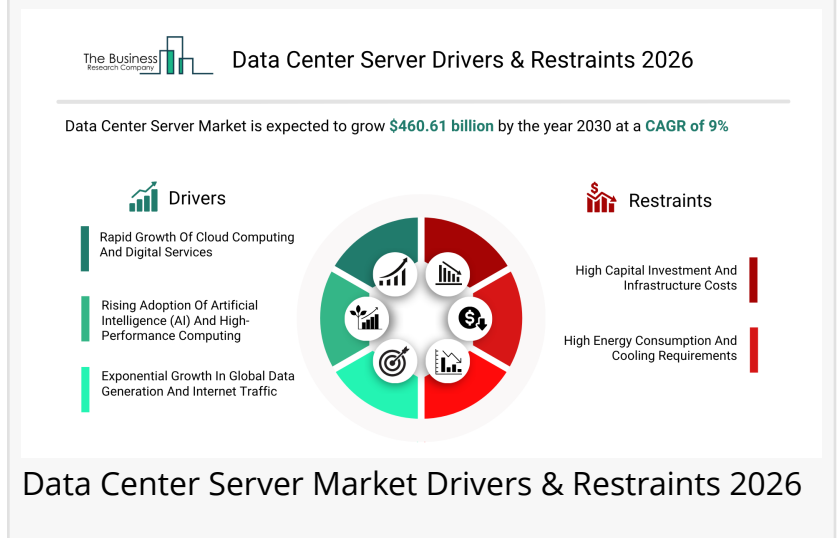 The Business
Research Company
Data Center Server Drivers & Restraints 2026
Data Center Server Market is expected to grow $460.61 billion by the year 2030 at a CAGR of 9%
Drivers
Rapid Growth Of Cloud Computing
And Digital Services
Rising Adoption Of Artificial
Intelligence (AI) And High-
Performance Computing
Exponential Growth In Global Data
Generation And Internet Traffic
Restraints
High Capital Investment And
Infrastructure Costs
High Energy Consumption And
Cooling Requirements
Data Center Server Market Drivers & Restraints 2026